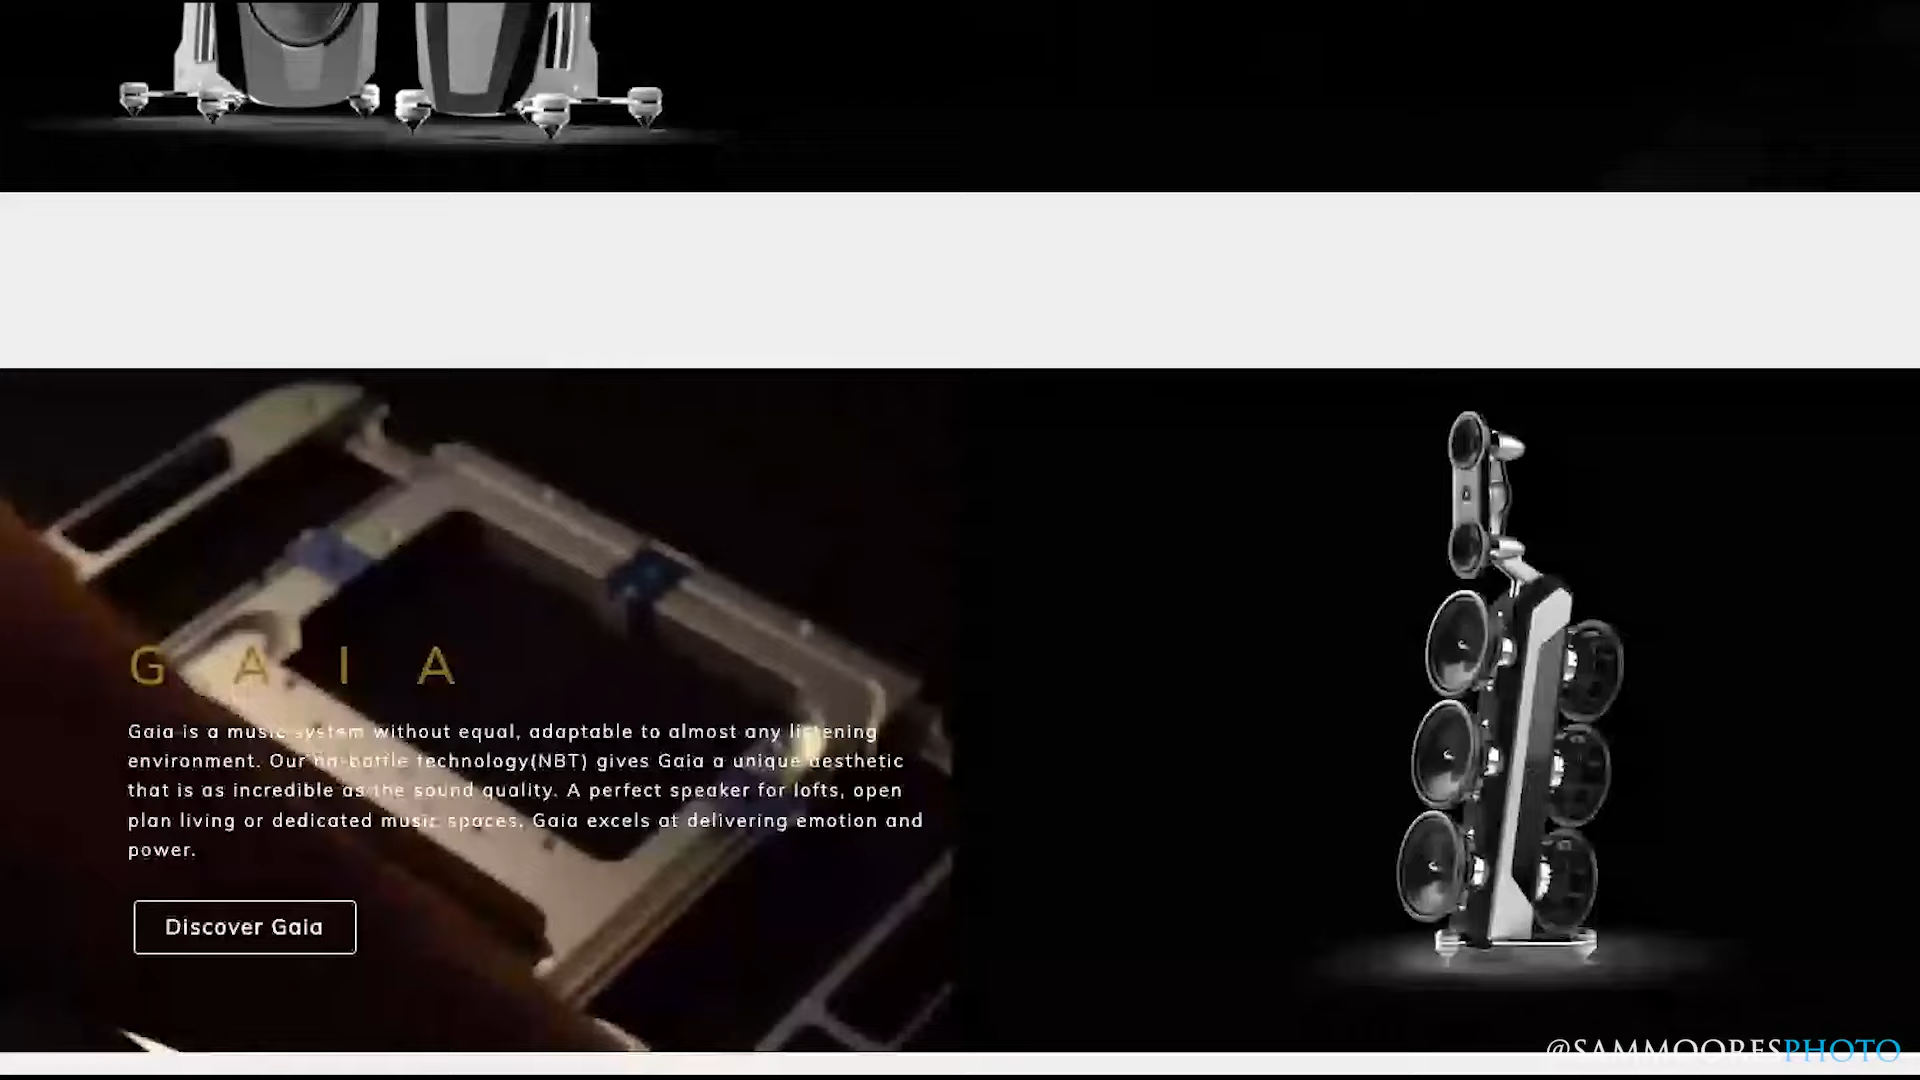 G A I A
Gaia is a music system without equal, adaptable to almost any listening
environment. Our no-baffle technology(NBT) gives Gaia a unique aesthetic
that is as incredible as the sound quality. A perfect speaker for lofts, open
plan living or dedicated music spaces. Gaia excels at delivering emotion and
power.
Discover Gaia
@SAMMOORESPHOTO